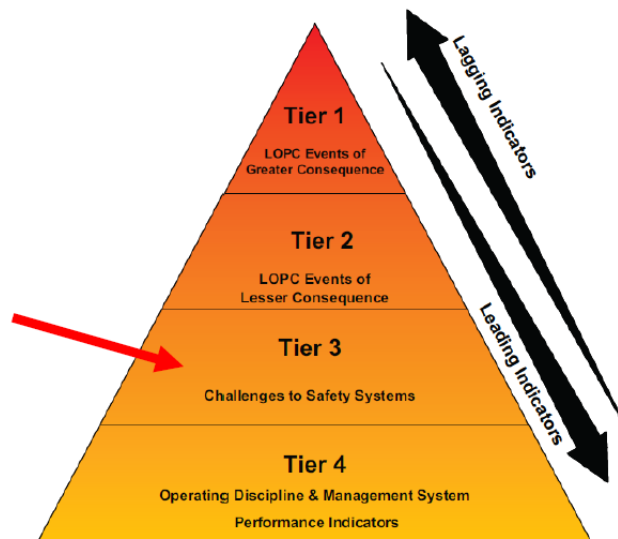 Tier 1
LOPC Events of
Greater Consequence
Tier 2
LOPC Events of
Lesser Consequence
Tier 3
Challenges to Safety Systems
Tier 4
Operating Discipline & Management System
Performance Indicators
Lagging Indicators
Leading Indicators